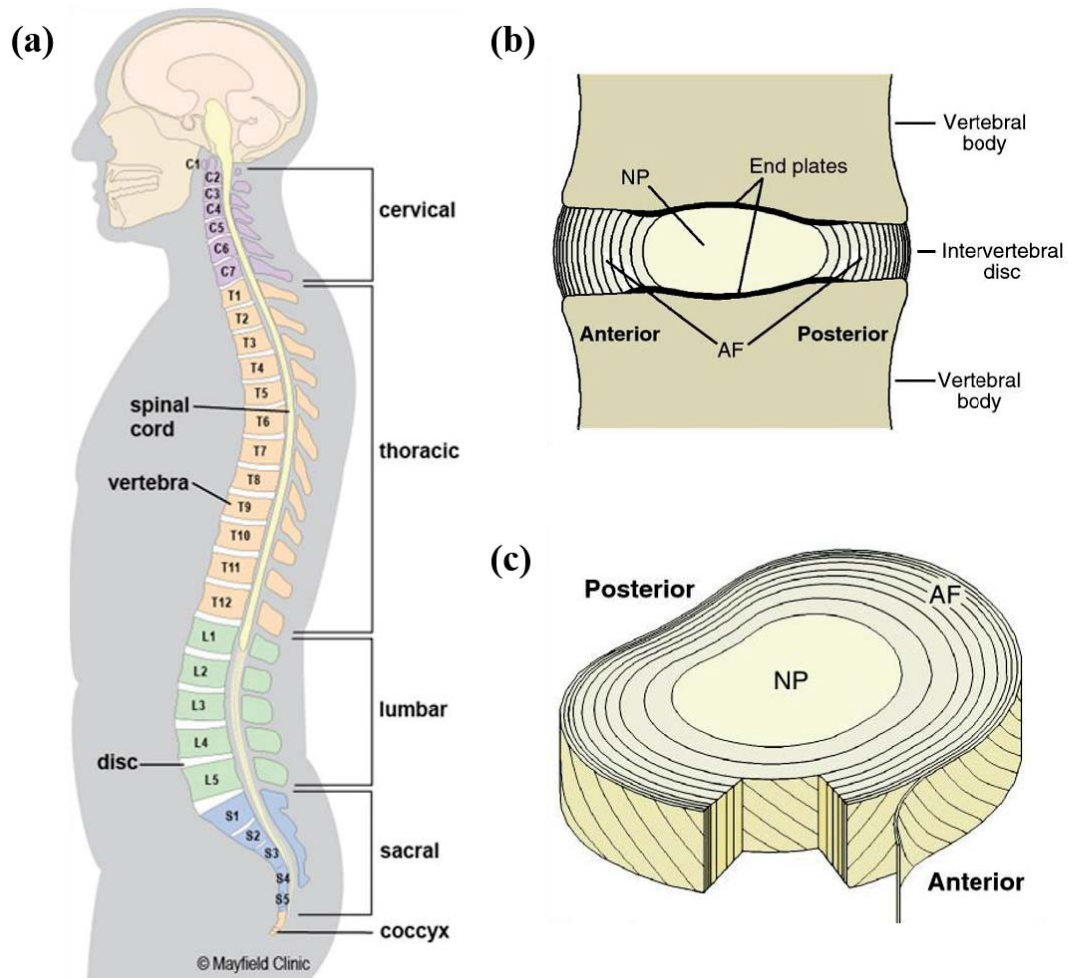 (a)
C1
C2
C3
C4
C5
C6
C7
T1
T2
T3
T4
T5
T6
T7
T8
T9
T10
T11
T12
L1
L2
L3
L4
L5
S1
S2
S3
S4
S5
cervical
thoracic
spinal
cord
vertebra
lumbar
disc
sacral
coccyx
© Mayfield Clinic
(b)
Vertebral
body
End plates
NP
Intervertebral
disc
Anterior
AF
Posterior
Vertebral
body
(c)
Posterior
AF
NP
Anterior